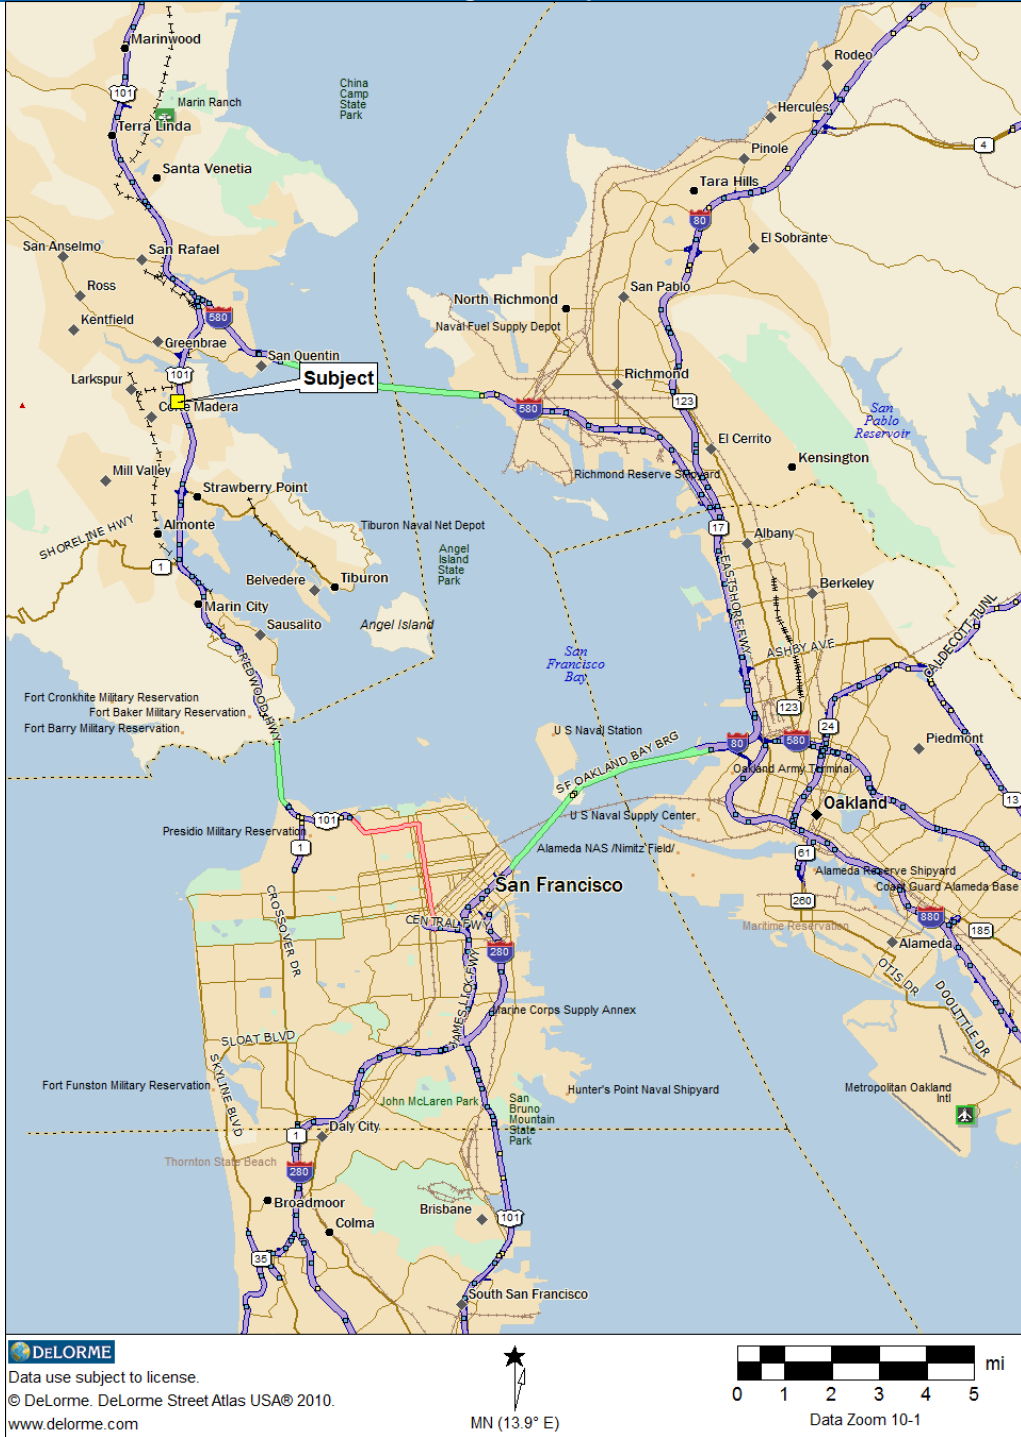 Marinwood
Rodeo
China
Camp
State
Park
101
Marin Ranch
Hercules
Terra Linda
4
Pinole
Santa Venetia
Tara Hills
80
El Sobrante
San Anselmo
San Rafael
Ross
San Pablo
North Richmond
Kentfield
580
Naval Fuel Supply Depot
Greenbrae
San Quentin
101
Subject
Larkspur
Richmond
Corte Madera
580
123
San
Pablo
Reservoir
El Cerrito
Mill Valley
Kensington
Strawberry Point
Richmond Reserve Shipyard
SHORELINE HWY
Almonte
Tiburon Naval Net Depot
17
Albany
1
Angel
Island
State
Park
EASTSHORE FWY
Belvedere
Tiburon
Berkeley
Marin City
CALDECOTT TUNL
Sausalito
Angel Island
ASHBY AVE
San
Francisco
Bay
REDWOOD HWY
Fort Cronkhite Military Reservation
Fort Baker Military Reservation
123
Fort Barry Military Reservation
U S Naval Station
24
80
580
Piedmont
SF OAKLAND BAY BRG
Oakland Army Terminal
Oakland
13
U S Naval Supply Center
Presidio Military Reservation
101
1
Alameda NAS /Nimitz Field/
61
Alameda Reserve Shipyard
San Francisco
Coast Guard Alameda Base
260
CROSSOVER DR
CENTRAL FWY
880
Maritime Reservation
185
280
Alameda
OTIS DR
JAMES LICK FWY
DOOLITTLE DR
Marine Corps Supply Annex
SLOAT BLVD
SKYLINE BLVD
Fort Funston Military Reservation
Hunter's Point Naval Shipyard
Metropolitan Oakland
Intl
John McLaren Park
San
Bruno
Mountain
State
Park
1
Daly City
Thornton State Beach
280
Broadmoor
Brisbane
Colma
101
35
South San Francisco
DELORME
Data use subject to license.
© DeLorme. DeLorme Street Atlas USA® 2010.
www.delorme.com
MN (13.9° E)
mi
0 1 2 3 4 5
Data Zoom 10-1